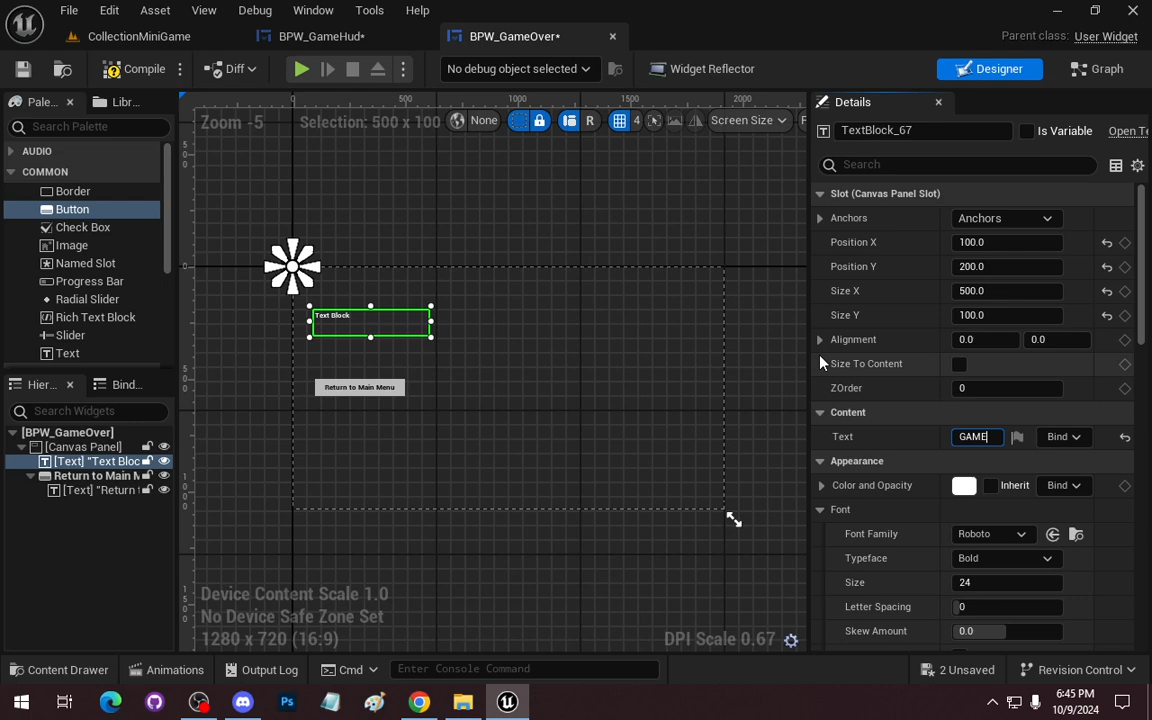 File Edit Asset View Debug Window Tools Help
CollectionMiniGame
BPW_GameHud*
BPW_GameOver*
Parent class: User Widget
Compile
Diff
No debug object selected
Widget Reflector
Designer
Graph
Pale...
Libr...
Search Palette
AUDIO
COMMON
Border
Button
Check Box
Image
Named Slot
Progress Bar
Radial Slider
Rich Text Block
Slider
Text
Hier...
Bind...
Search Widgets
[BPW_GameOver]
[Canvas Panel]
[Text] "Text Bloc
Return to Main M
[Text] "Return
0 500 1000 1500 2000
Zoom -5
Selection: 500 x 100
None
R
4
Screen Size
F
Text Block
Return to Main Menu
Device Content Scale 1.0
No Device Safe Zone Set
1280 x 720 (16:9)
DPI Scale 0.67
Details
TextBlock_67
Is Variable
Open Te
Search
Slot (Canvas Panel Slot)
Anchors Anchors
Position X 100.0
Position Y 200.0
Size X 500.0
Size Y 100.0
Alignment 0.0 0.0
Size To Content
ZOrder 0
Content
Text GAME Bind
Appearance
Color and Opacity Inherit Bind
Font
Font Family Roboto
Typeface Bold
Size 24
Letter Spacing 0
Skew Amount 0.0
Content Drawer
Animations
Output Log
Cmd
Enter Console Command
2 Unsaved
Revision Control
6:45 PM
10/9/2024